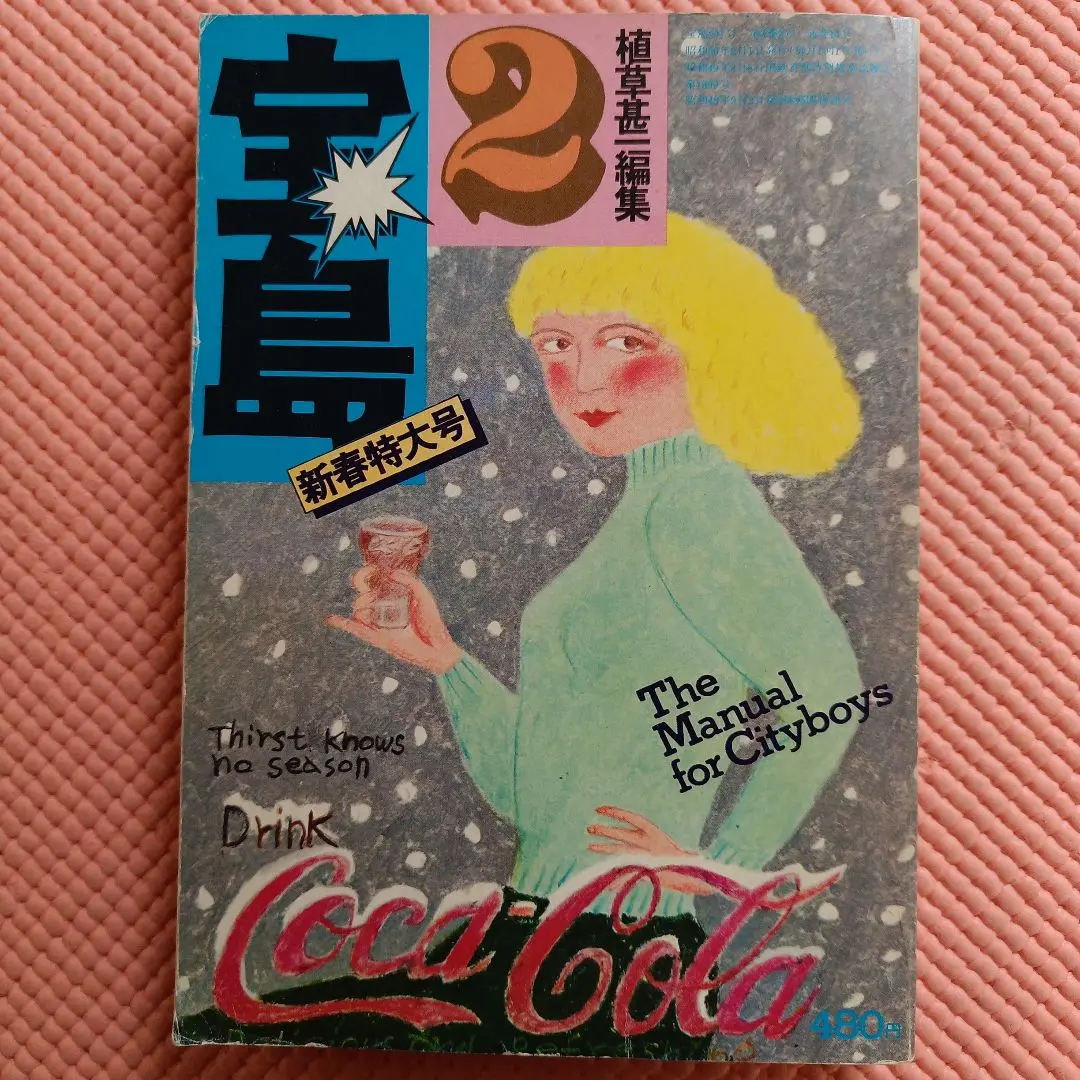 宝島
2
植草甚一編集
新春特大号
The
Manual
for Cityboys
Thirst knows
no season
Drink
Coca-Cola
480円